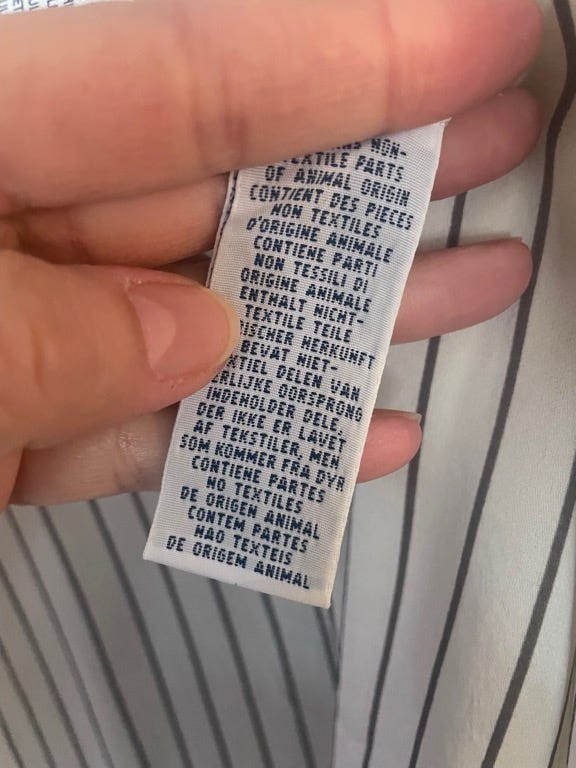 NON-
TEXTILE PARTS
OF ANIMAL ORIGIN
CONTIENT DES PIECES
NON TEXTILES
D'ORIGINE ANIMALE
CONTIENE PARTI
NON TESSILI DI
ORIGINE ANIMALE
ENTHALT NICHT-
TEXTILE TEILE
HERKUNFT
BEVAT NIET-
DELEN VAN
OORSPRONG
INDEHOLDER DELE,
DER IKKE ER LAVET
AF TEKSTILER, MEN
SOM KOMMER FRA DYR
CONTIENE PARTES
NO TEXTILES
DE ORIGEN ANIMAL
CONTEM PARTES
NAO TEXTEIS
DE ORIGEM ANIMAL